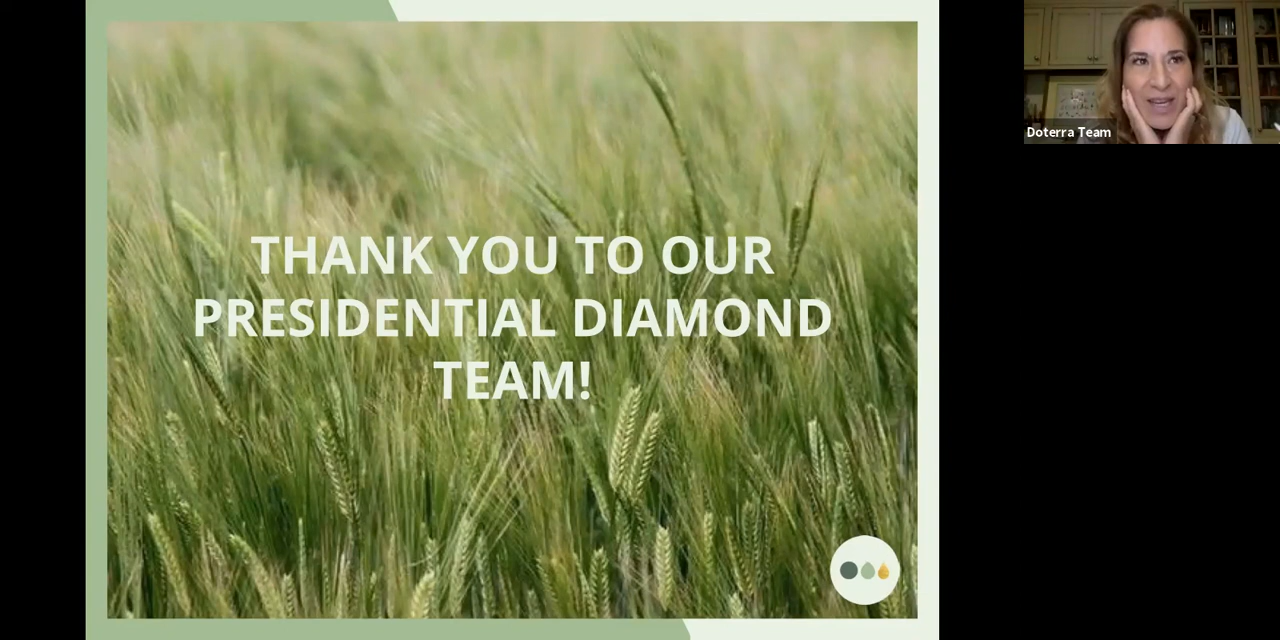 THANK YOU TO OUR
PRESIDENTIAL DIAMOND
TEAM!
Doterra Team